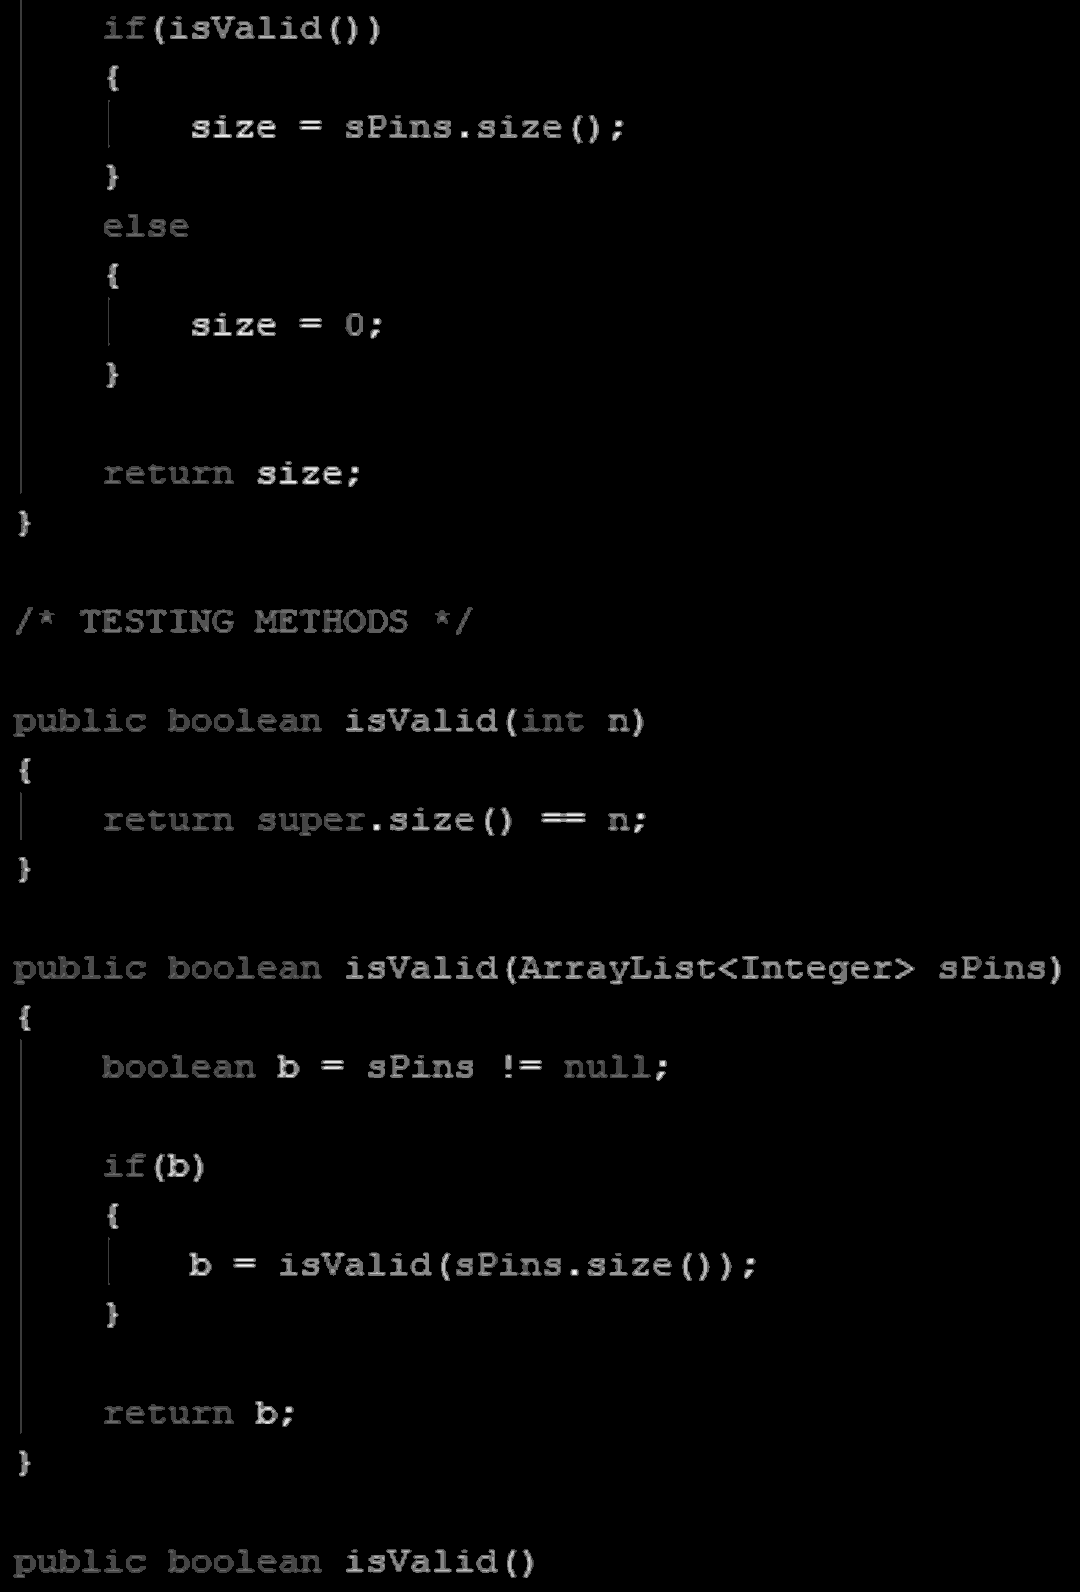 if(isValid())
{
size = sPins.size();
}
else
{
size = 0;
}
return size;
}
/* TESTING METHODS */
public boolean isValid(int n)
{
return super.size() == n;
}
public boolean isValid(ArrayList<Integer> sPins)
{
boolean b = sPins != null;
if(b)
{
b = isValid(sPins.size());
}
return b;
}
public boolean isValid()